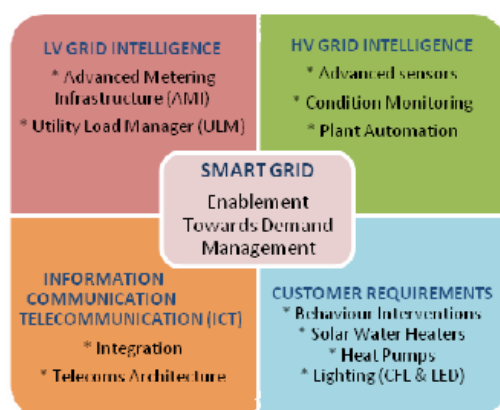 LV GRID INTELLIGENCE
* Advanced Metering
Infrastructure (AMI)
* Utility Load Manager (ULM)
HV GRID INTELLIGENCE
* Advanced sensors
* Condition Monitoring
* Plant Automation
SMART GRID
Enablement
Towards Demand
Management
INFORMATION
COMMUNICATION
TELECOMMUNICATION (ICT)
* Integration
* Telecoms Architecture
CUSTOMER REQUIREMENTS
* Behaviour Interventions
* Solar Water Heaters
* Heat Pumps
* Lighting (CFL & LED)